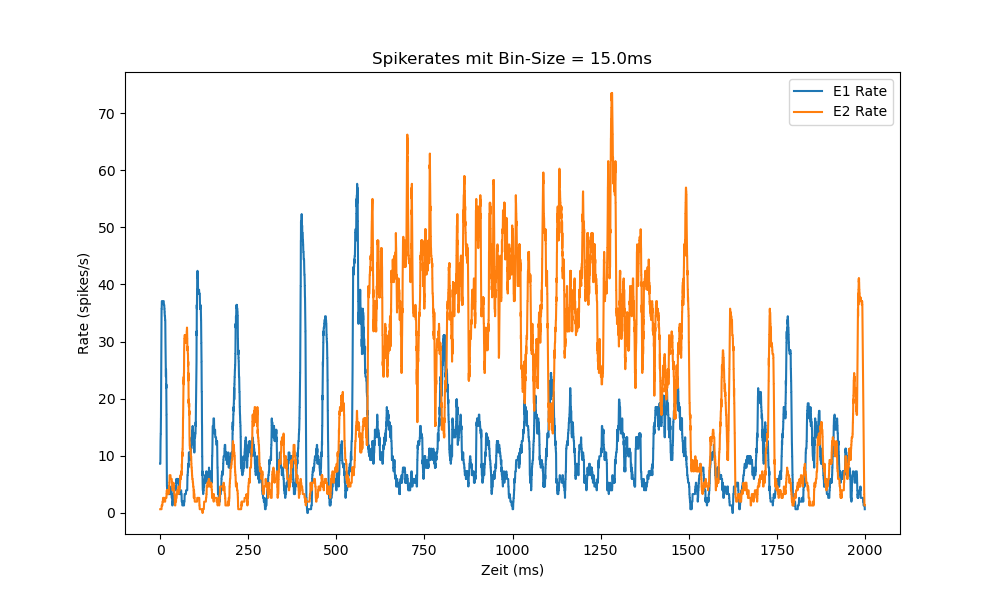 Spikerates mit Bin-Size = 15.0ms
E1 Rate
E2 Rate
Rate (spikes/s)
70
60
50
40
30
20
10
0
0 250 500 750 1000 1250 1500 1750 2000
Zeit (ms)